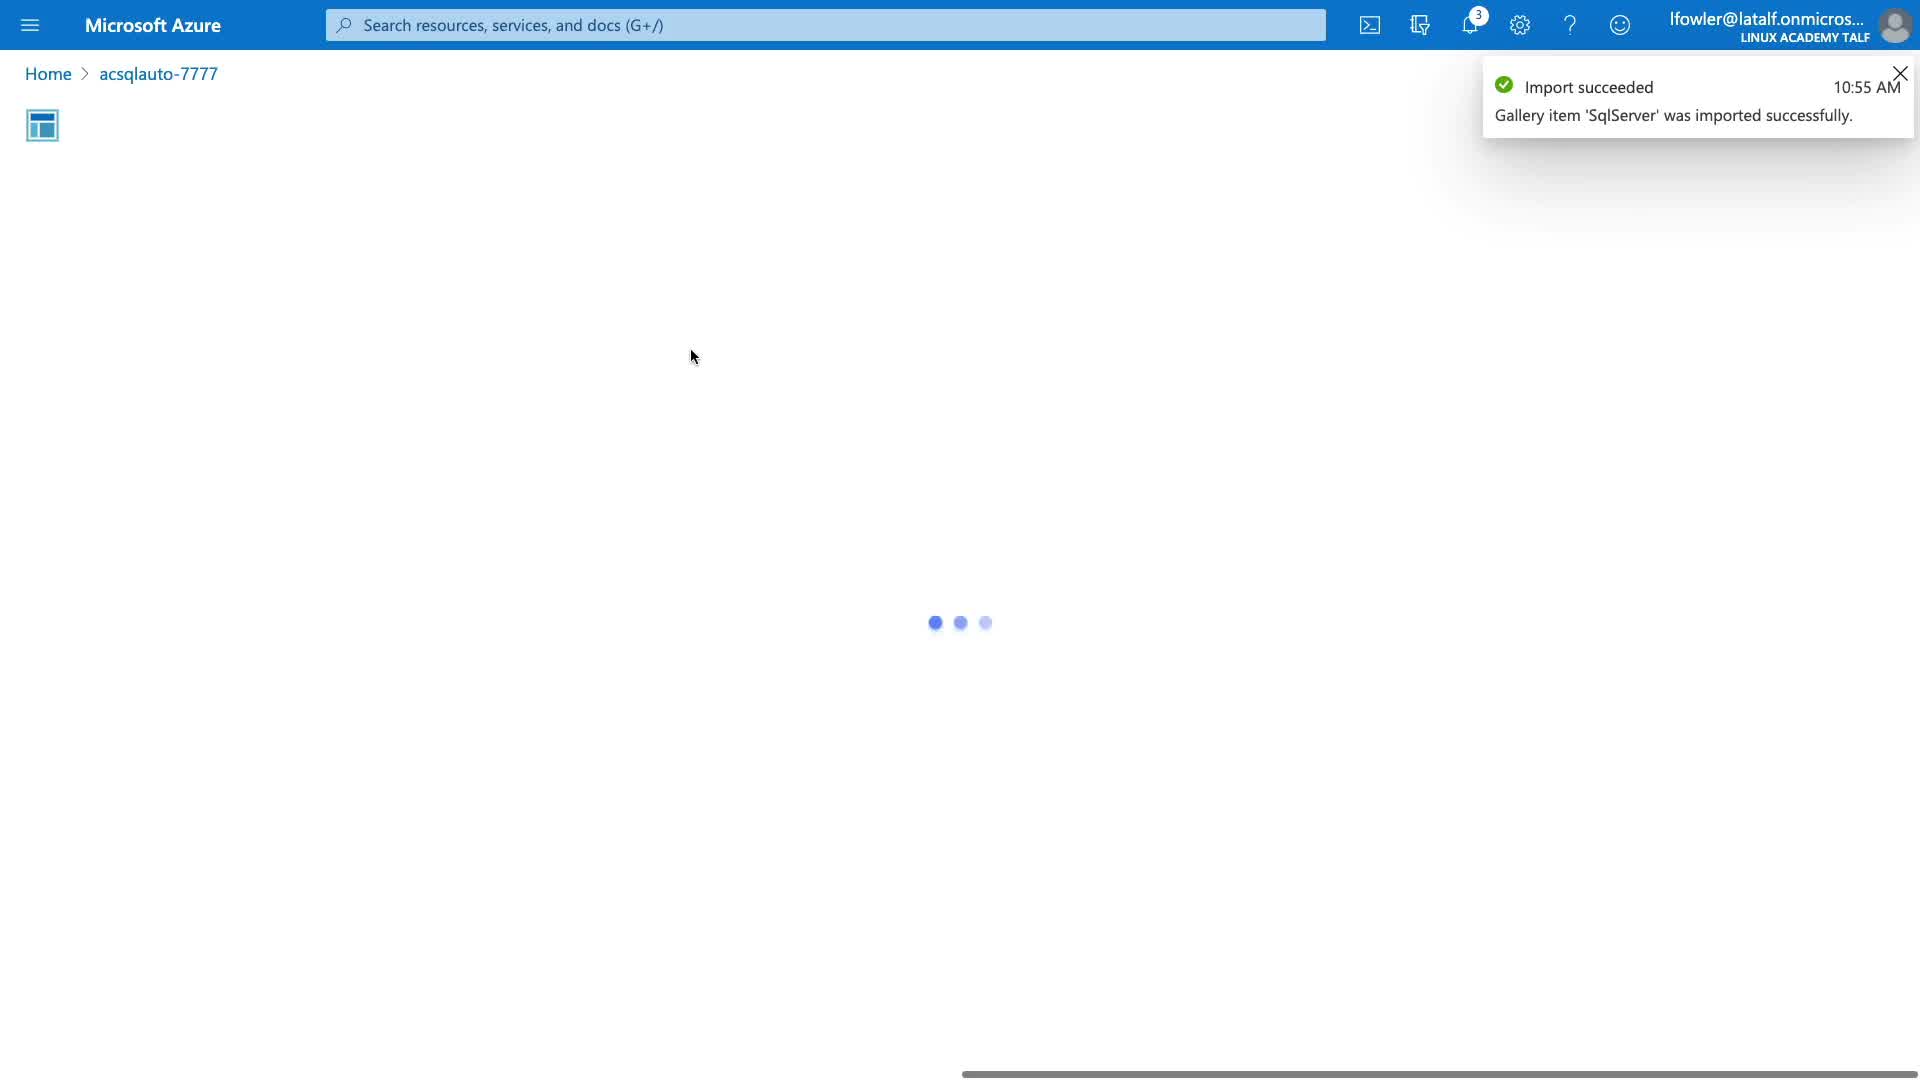 Microsoft Azure
Search resources, services, and docs (G+/)
3
lfowler@latalf.onmicros...
LINUX ACADEMY TALF
Home > acsqlauto-7777
Import succeeded 10:55 AM
Gallery item 'SqlServer' was imported successfully.